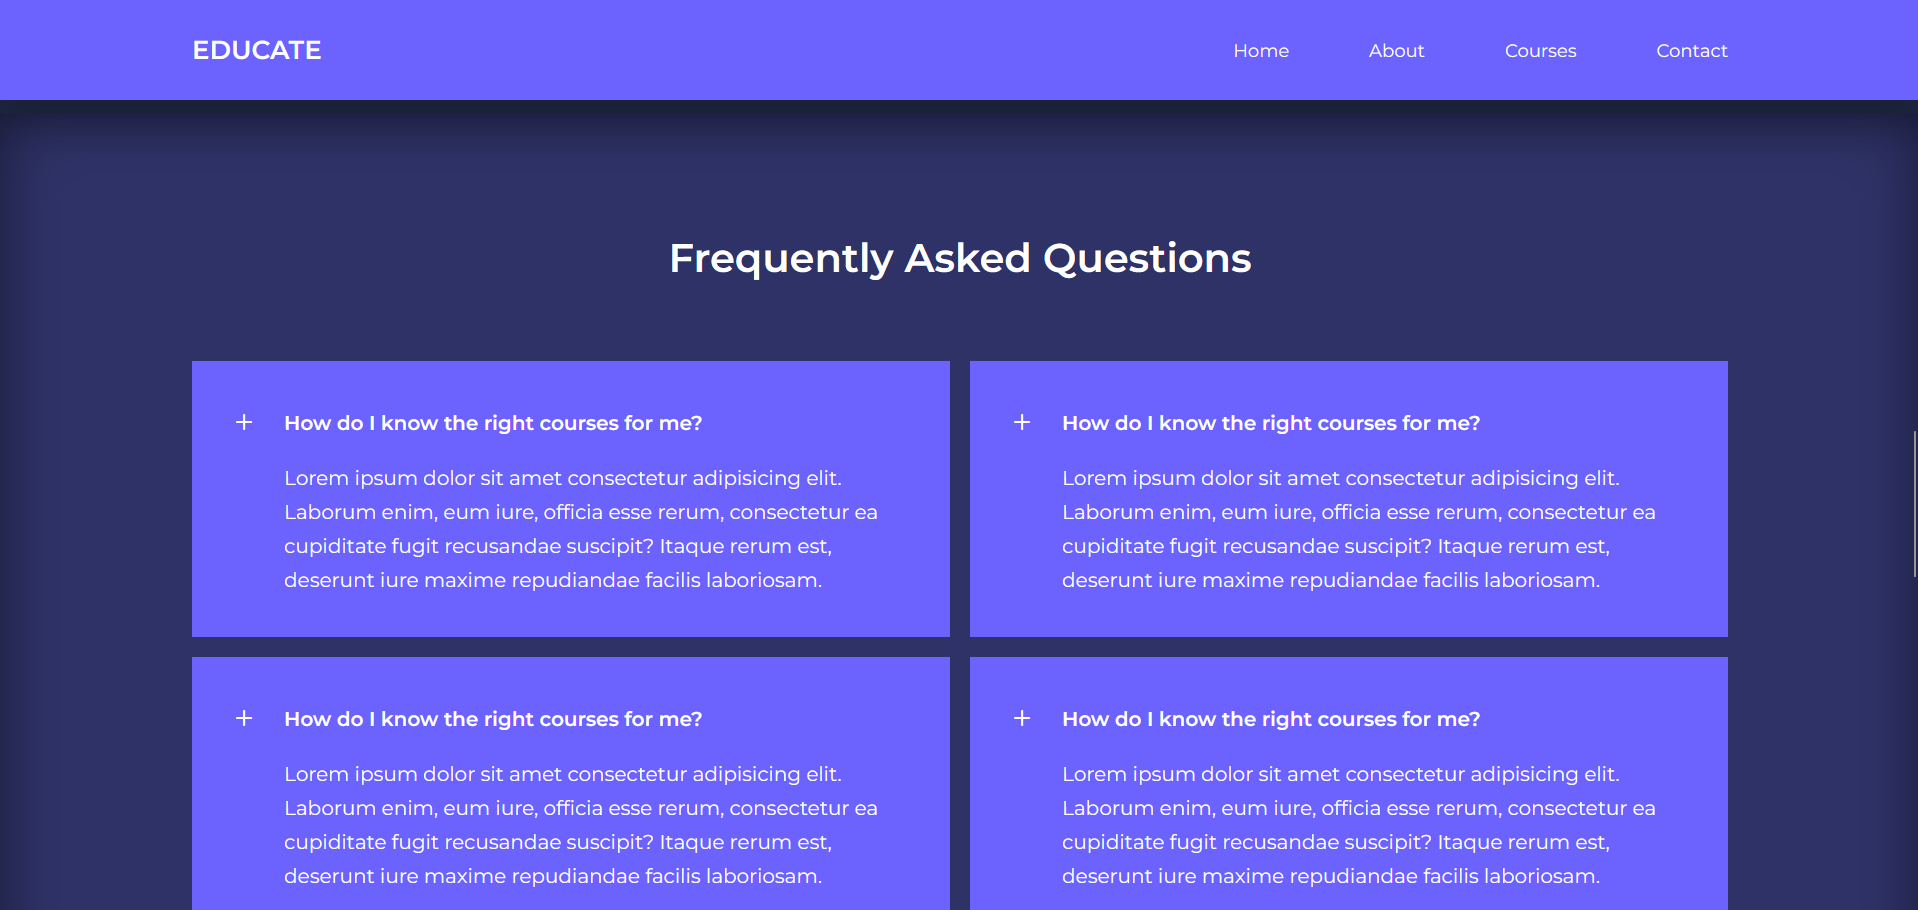 EDUCATE
Home About Courses Contact
Frequently Asked Questions
How do I know the right courses for me?
Lorem ipsum dolor sit amet consectetur adipisicing elit.
Laborum enim, eum iure, officia esse rerum, consectetur ea
cupiditate fugit recusandae suscipit? Itaque rerum est,
deserunt iure maxime repudiandae facilis laboriosam.
How do I know the right courses for me?
Lorem ipsum dolor sit amet consectetur adipisicing elit.
Laborum enim, eum iure, officia esse rerum, consectetur ea
cupiditate fugit recusandae suscipit? Itaque rerum est,
deserunt iure maxime repudiandae facilis laboriosam.
How do I know the right courses for me?
Lorem ipsum dolor sit amet consectetur adipisicing elit.
Laborum enim, eum iure, officia esse rerum, consectetur ea
cupiditate fugit recusandae suscipit? Itaque rerum est,
deserunt iure maxime repudiandae facilis laboriosam.
How do I know the right courses for me?
Lorem ipsum dolor sit amet consectetur adipisicing elit.
Laborum enim, eum iure, officia esse rerum, consectetur ea
cupiditate fugit recusandae suscipit? Itaque rerum est,
deserunt iure maxime repudiandae facilis laboriosam.